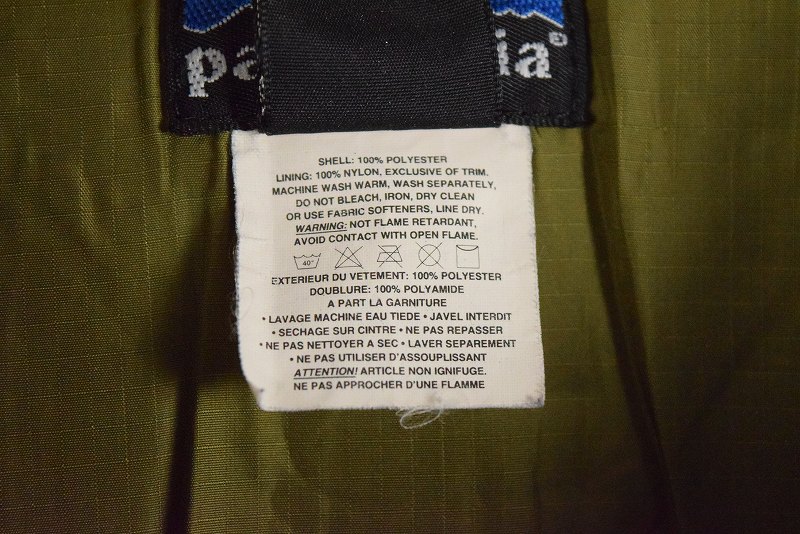 pa ia®
SHELL: 100% POLYESTER
LINING: 100% NYLON, EXCLUSIVE OF TRIM.
MACHINE WASH WARM, WASH SEPARATELY,
DO NOT BLEACH, IRON, DRY CLEAN
OR USE FABRIC SOFTENERS, LINE DRY.
WARNING: NOT FLAME RETARDANT,
AVOID CONTACT WITH OPEN FLAME.
40°
EXTERIEUR DU VETEMENT: 100% POLYESTER
DOUBLURE: 100% POLYAMIDE
A PART LA GARNITURE
• LAVAGE MACHINE EAU TIEDE • JAVEL INTERDIT
• SECHAGE SUR CINTRE • NE PAS REPASSER
• NE PAS NETTOYER A SEC • LAVER SEPAREMENT
• NE PAS UTILISER D'ASSOUPLISSANT
ATTENTION! ARTICLE NON IGNIFUGE.
NE PAS APPROCHER D'UNE FLAMME